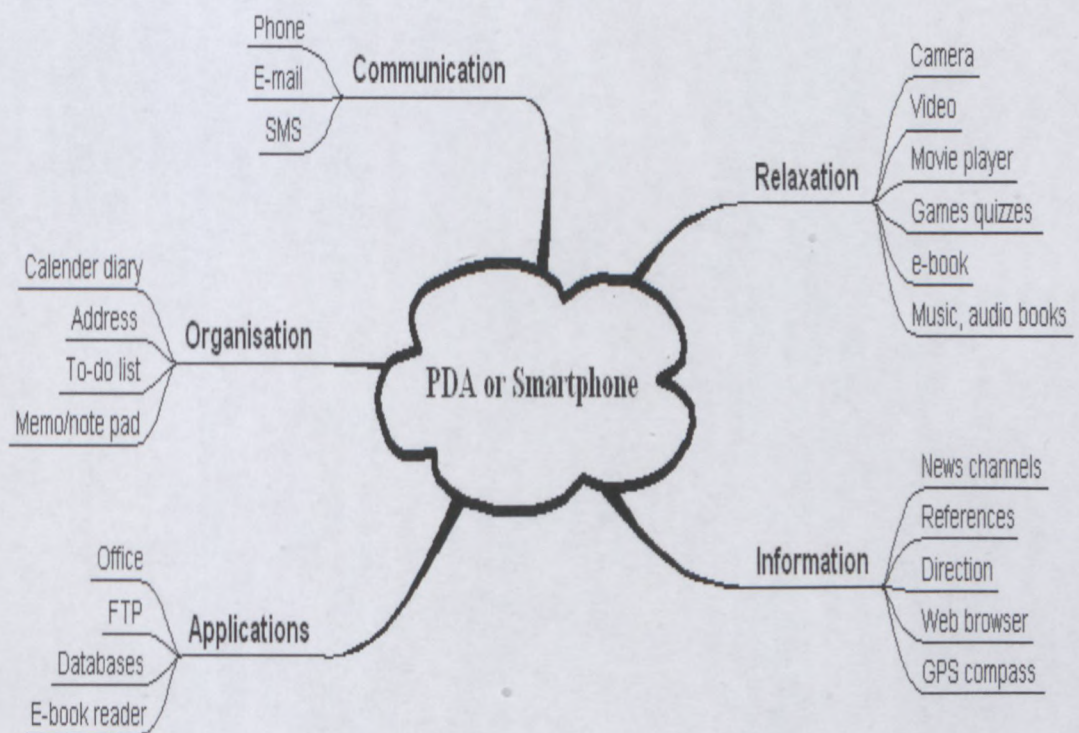 Phone
E-mail
SMS
Communication
Camera
Video
Movie player
Games quizzes
e-book
Music, audio books
Relaxation
Calender diary
Address
To-do list
Memo/note pad
Organisation
PDA or Smartphone
News channels
References
Direction
Web browser
GPS compass
Information
Office
FTP
Databases
E-book reader
Applications